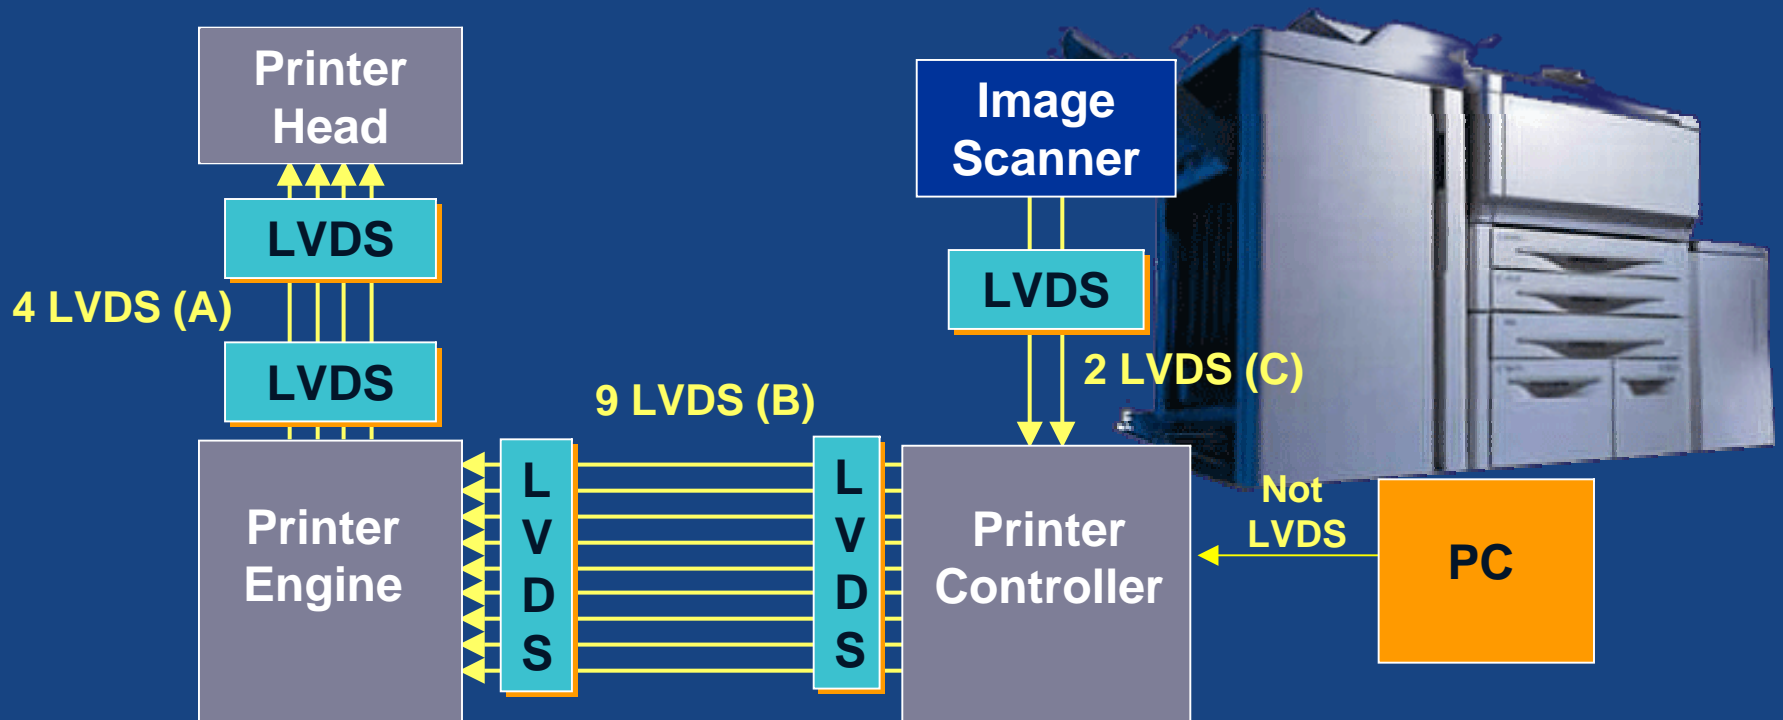 Printer
Head
LVDS
4 LVDS (A)
LVDS
Printer
Engine
L
V
D
S
9 LVDS (B)
L
V
D
S
Image
Scanner
LVDS
2 LVDS (C)
Printer
Controller
Not
LVDS
PC